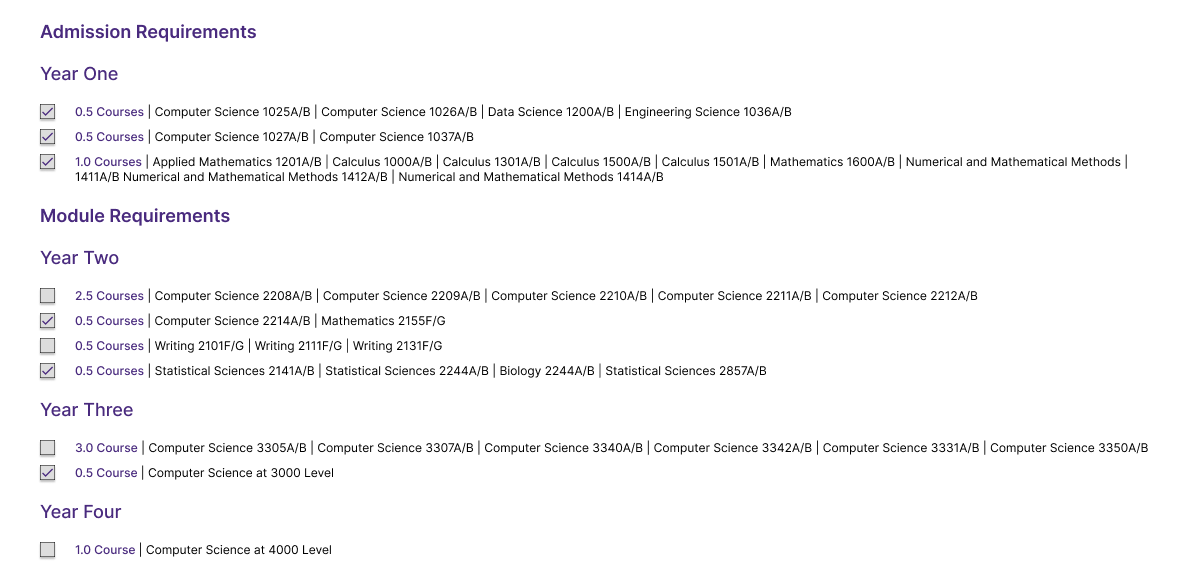 Admission Requirements
Year One
0.5 Courses | Computer Science 1025A/B | Computer Science 1026A/B | Data Science 1200A/B | Engineering Science 1036A/B
0.5 Courses | Computer Science 1027A/B | Computer Science 1037A/B
1.0 Courses | Applied Mathematics 1201A/B | Calculus 1000A/B | Calculus 1301A/B | Calculus 1500A/B | Calculus 1501A/B | Mathematics 1600A/B | Numerical and Mathematical Methods |
1411A/B Numerical and Mathematical Methods 1412A/B | Numerical and Mathematical Methods 1414A/B
Module Requirements
Year Two
2.5 Courses | Computer Science 2208A/B | Computer Science 2209A/B | Computer Science 2210A/B | Computer Science 2211A/B | Computer Science 2212A/B
0.5 Courses | Computer Science 2214A/B | Mathematics 2155F/G
0.5 Courses | Writing 2101F/G | Writing 2111F/G | Writing 2131F/G
0.5 Courses | Statistical Sciences 2141A/B | Statistical Sciences 2244A/B | Biology 2244A/B | Statistical Sciences 2857A/B
Year Three
3.0 Course | Computer Science 3305A/B | Computer Science 3307A/B | Computer Science 3340A/B | Computer Science 3342A/B | Computer Science 3331A/B | Computer Science 3350A/B
0.5 Course | Computer Science at 3000 Level
Year Four
1.0 Course | Computer Science at 4000 Level